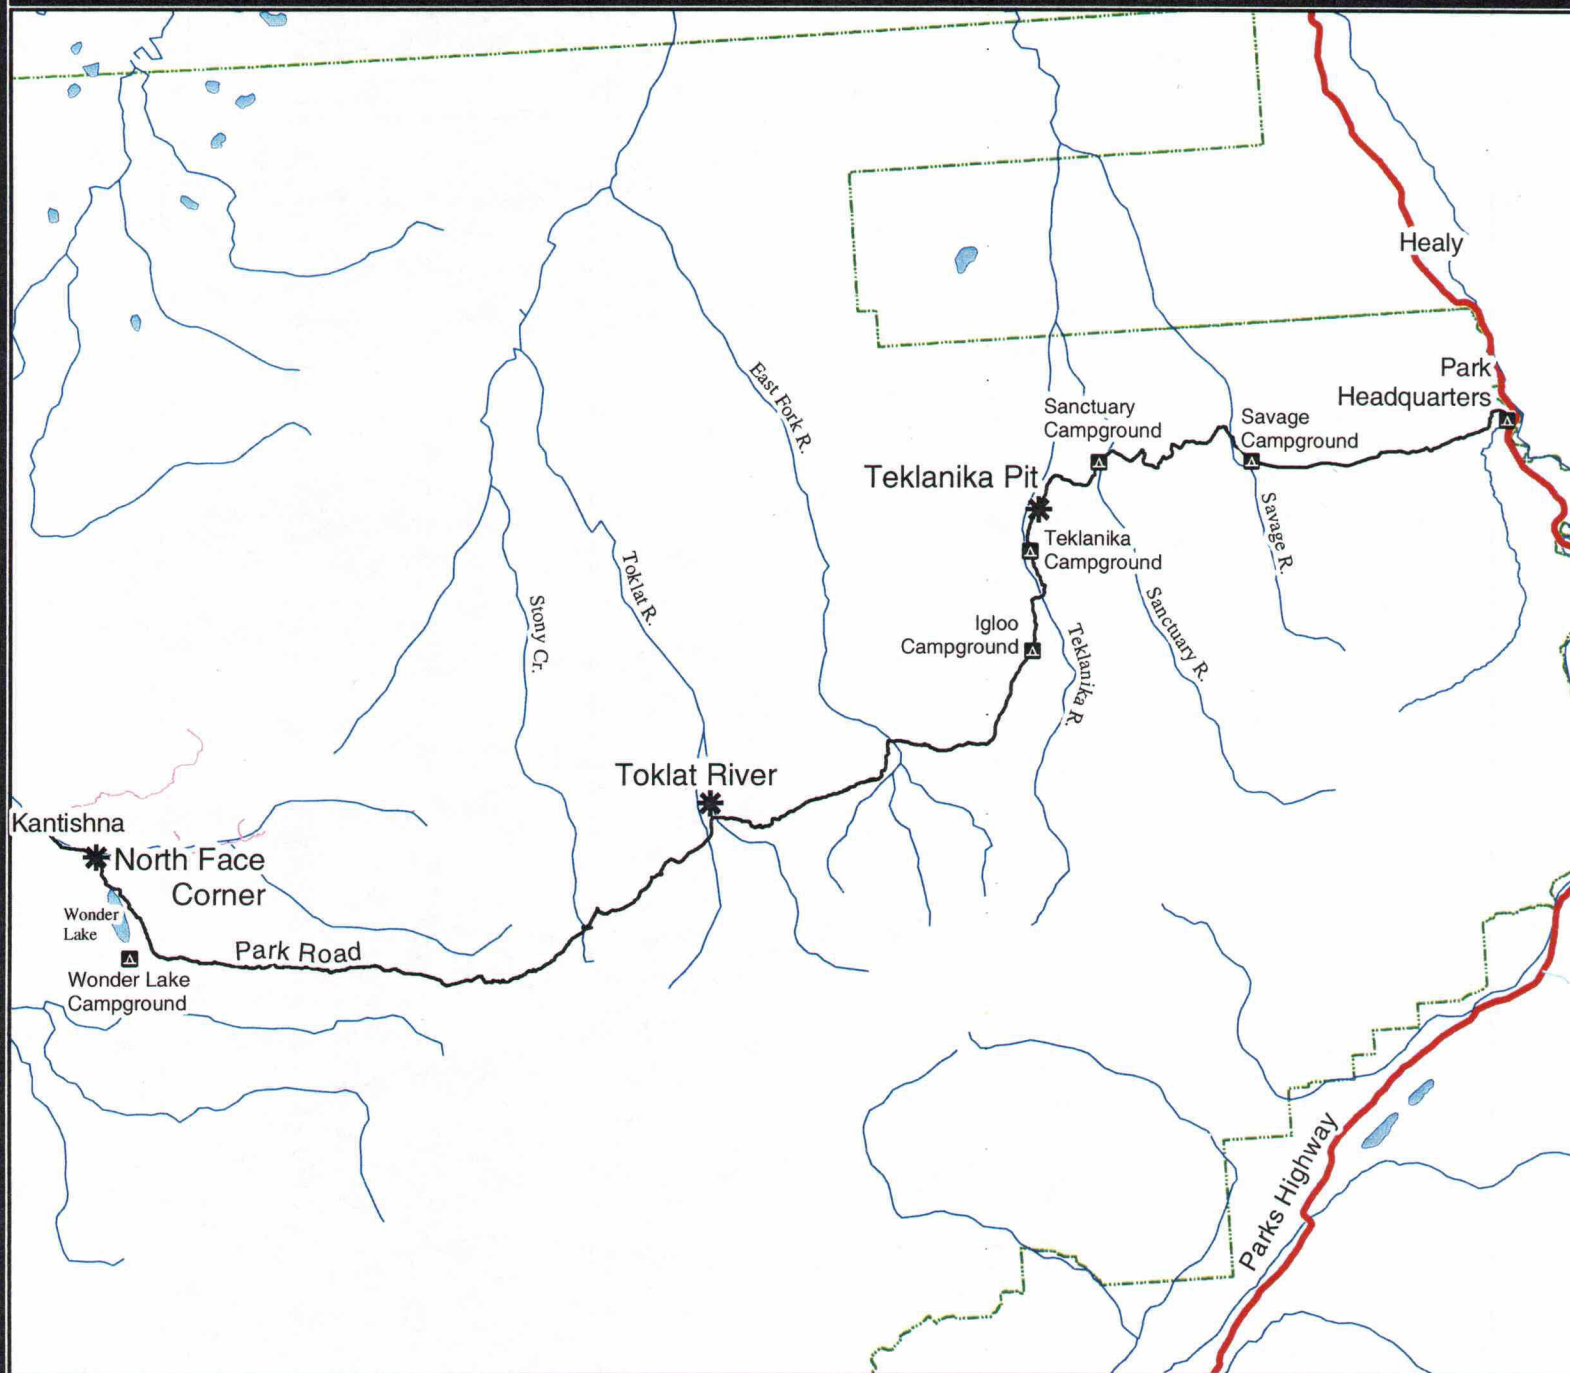 Healy
Park
Headquarters
East Fork R.
Sanctuary
Campground
Savage
Campground
Teklanika Pit
Savage R.
Teklanika
Campground
Toklat R.
Stony Cr.
Sanctuary R.
Igloo
Campground
Teklanika R.
Toklat River
Kantishna
North Face
Corner
Wonder
Lake
Park Road
Wonder Lake
Campground
Parks Highway